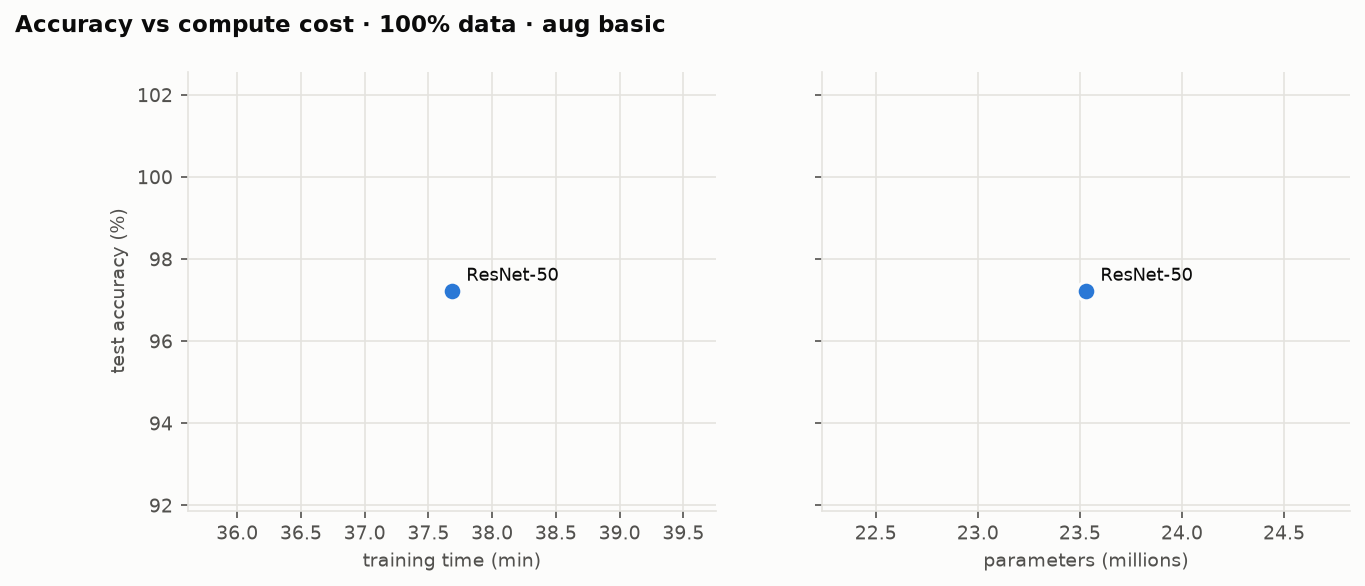 Accuracy vs compute cost · 100% data · aug basic
102
100
98
96
94
92
test accuracy (%)
ResNet-50
36.0 36.5 37.0 37.5 38.0 38.5 39.0 39.5
training time (min)
ResNet-50
22.5 23.0 23.5 24.0 24.5
parameters (millions)